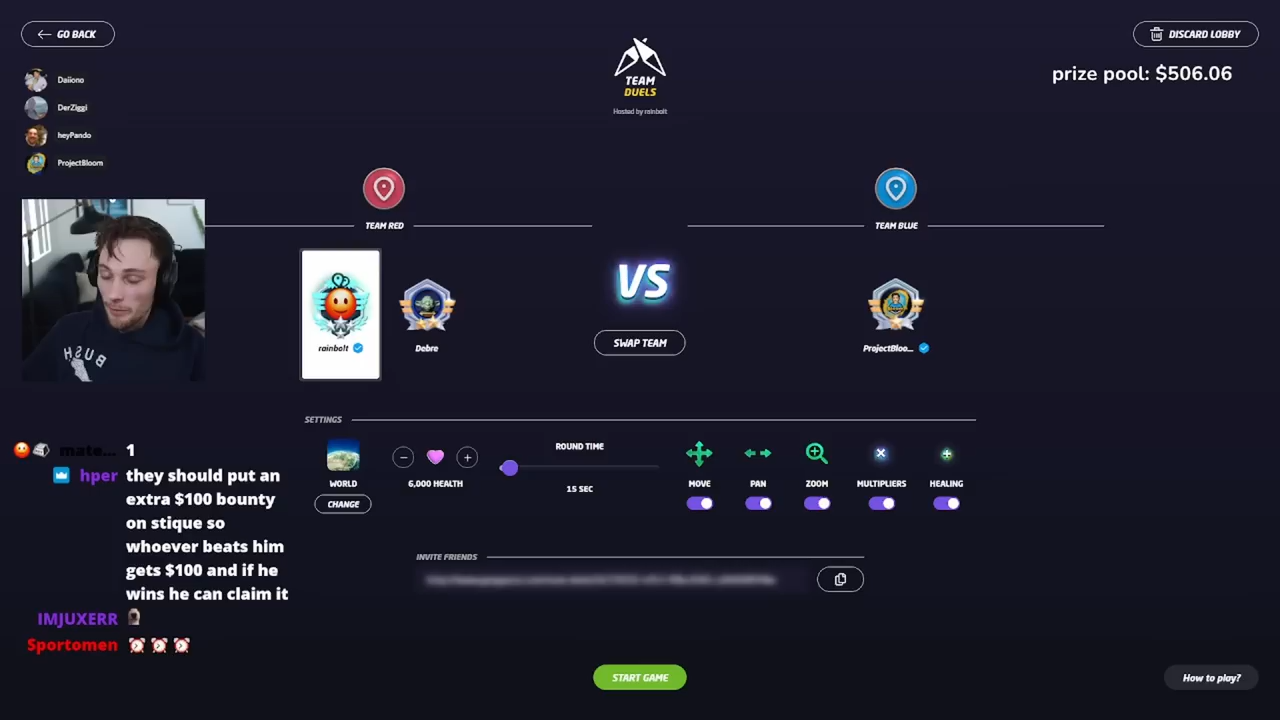 GO BACK
DISCARD LOBBY
prize pool: $506.06
TEAM
DUELS
Hosted by rainbolt
Daiiono
DerZiggi
heyPando
ProjectBloom
TEAM RED
TEAM BLUE
VS
SWAP TEAM
rainbolt
Debre
ProjectBloo...
SETTINGS
WORLD
CHANGE
6,000 HEALTH
ROUND TIME
15 SEC
MOVE
PAN
ZOOM
MULTIPLIERS
HEALING
INVITE FRIENDS
mate... 1
hper they should put an
extra $100 bounty
on stique so
whoever beats him
gets $100 and if he
wins he can claim it
IMJUXERR
Sportomen
START GAME
How to play?